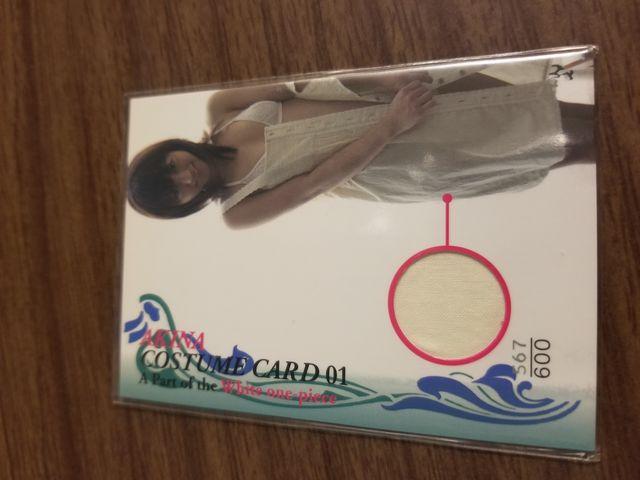 AKINA
COSTUME CARD 01
A Part of the White one-piece
567
600